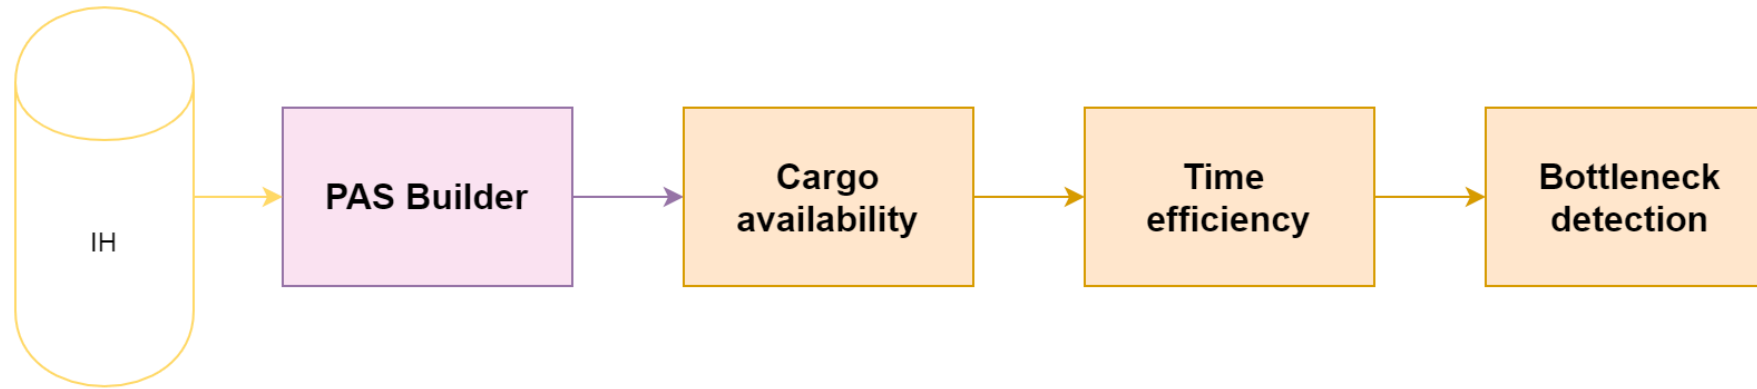 IH
PAS Builder
Cargo
availability
Time
efficiency
Bottleneck
detection